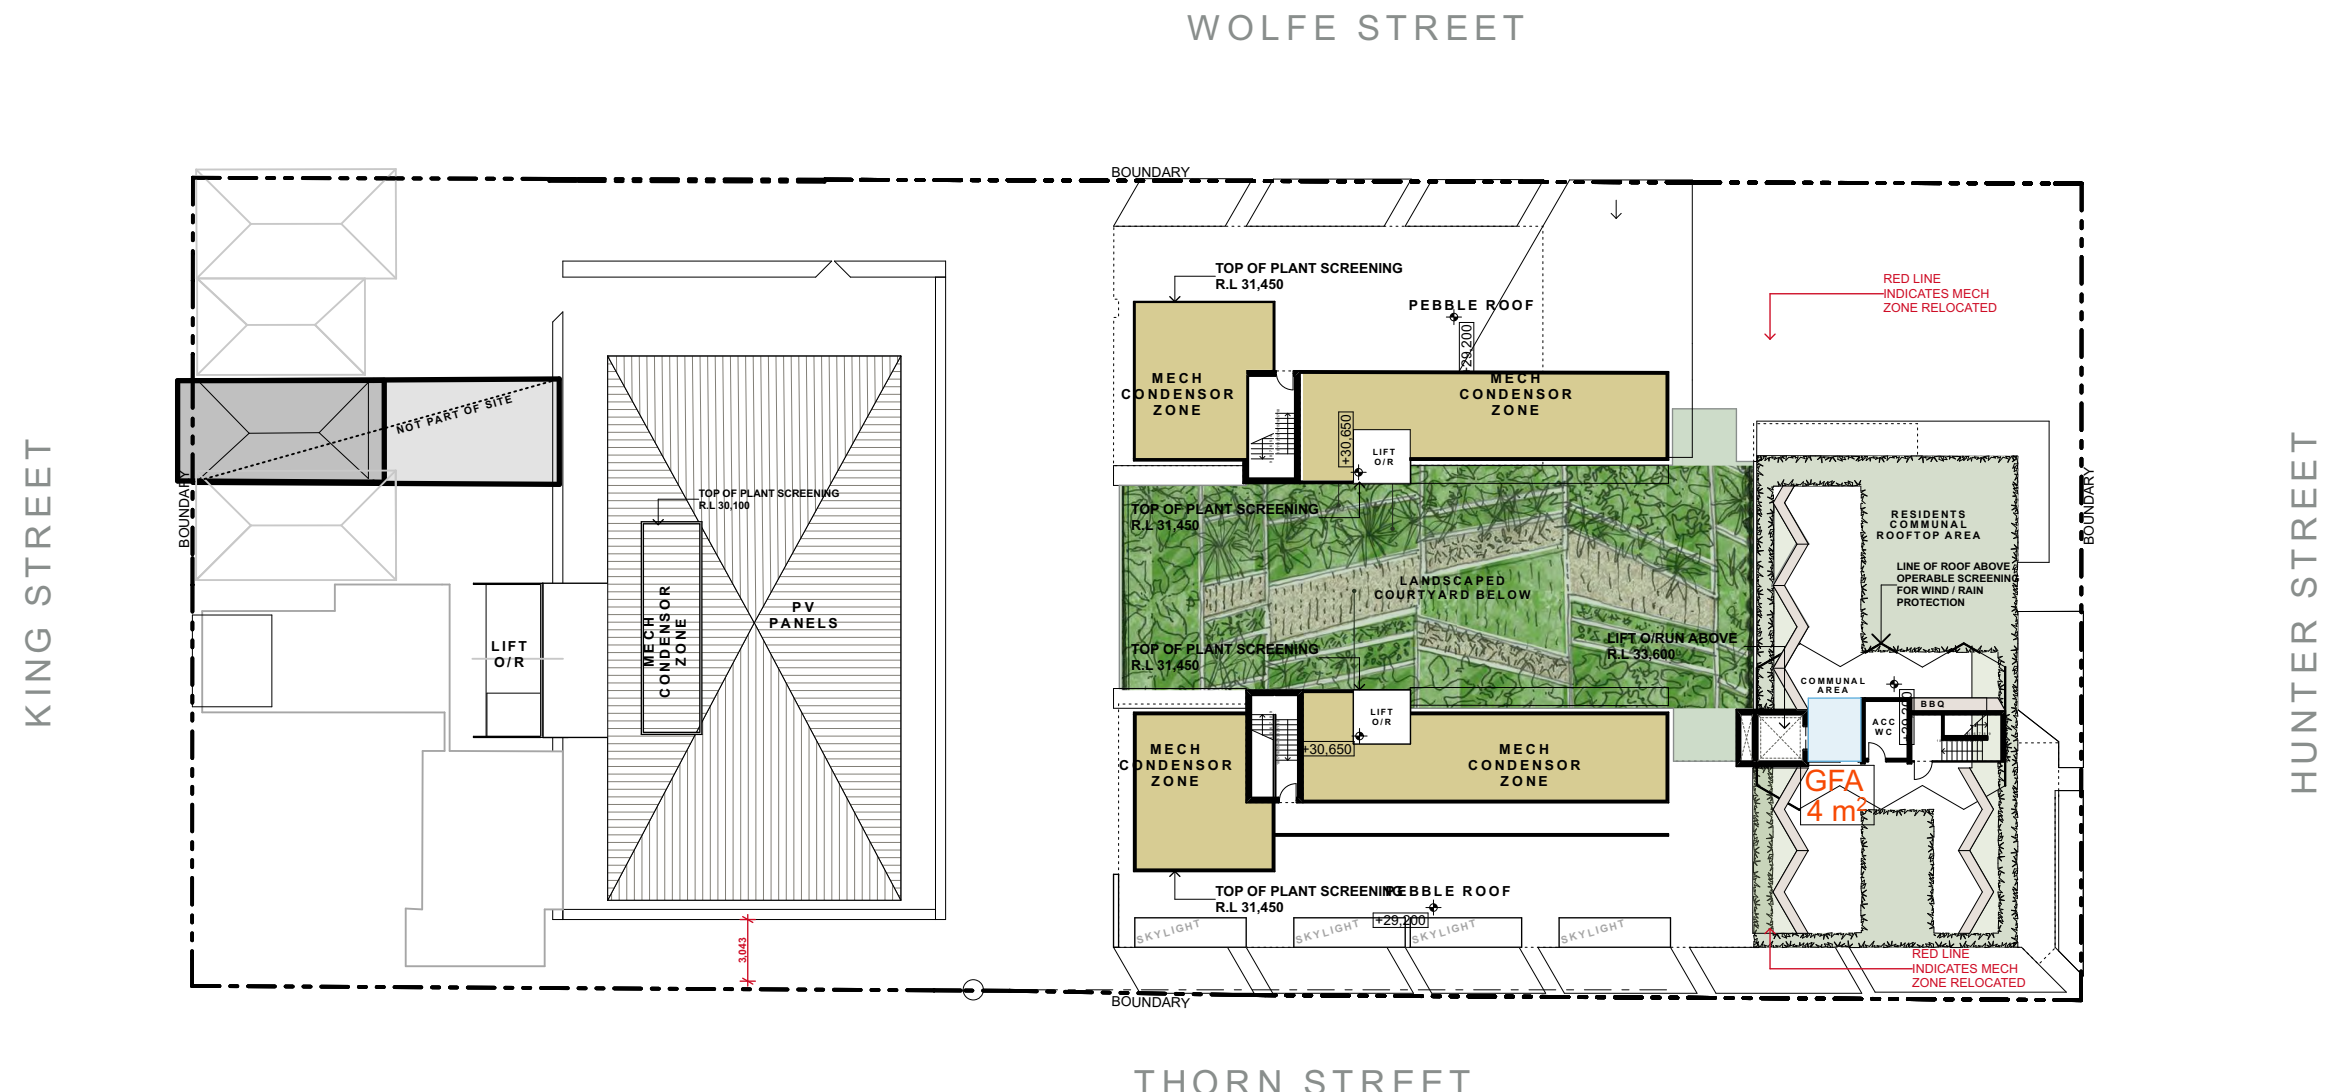 WOLFE STREET
BOUNDARY
TOP OF PLANT SCREENING
R.L 31,450
PEBBLE ROOF
+29,200
RED LINE
INDICATES MECH
ZONE RELOCATED
MECH
CONDENSOR
ZONE
MECH
CONDENSOR
ZONE
+30,650
LIFT
O/R
NOT PART OF SITE
KING STREET
BOUNDARY
TOP OF PLANT SCREENING
R.L 30,100
TOP OF PLANT SCREENING
R.L 31,450
RESIDENTS
COMMUNAL
ROOFTOP AREA
BOUNDARY
HUNTER STREET
LINE OF ROOF ABOVE
OPERABLE SCREENING
FOR WIND / RAIN
PROTECTION
LANDSCAPED
COURTYARD BELOW
PV
PANELS
MECH
CONDENSOR
ZONE
LIFT
O/R
TOP OF PLANT SCREENING
R.L 31,450
LIFT O/RUN ABOVE
R.L 33,600
COMMUNAL
AREA
BBQ
ACC
WC
LIFT
O/R
+30,650
MECH
CONDENSOR
ZONE
MECH
CONDENSOR
ZONE
GFA
4 m²
TOP OF PLANT SCREENING
R.L 31,450
PEBBLE ROOF
+29,200
SKYLIGHT
SKYLIGHT
SKYLIGHT
SKYLIGHT
3,043
RED LINE
INDICATES MECH
ZONE RELOCATED
BOUNDARY
THORN STREET